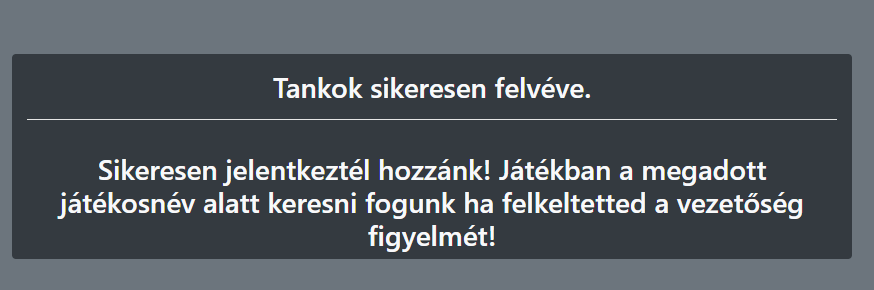 Tankok sikeresen felvéve.
Sikeresen jelentkeztél hozzánk! Játékban a megadott
játékosnév alatt keresni fogunk ha felkeltetted a vezetőség
figyelmét!